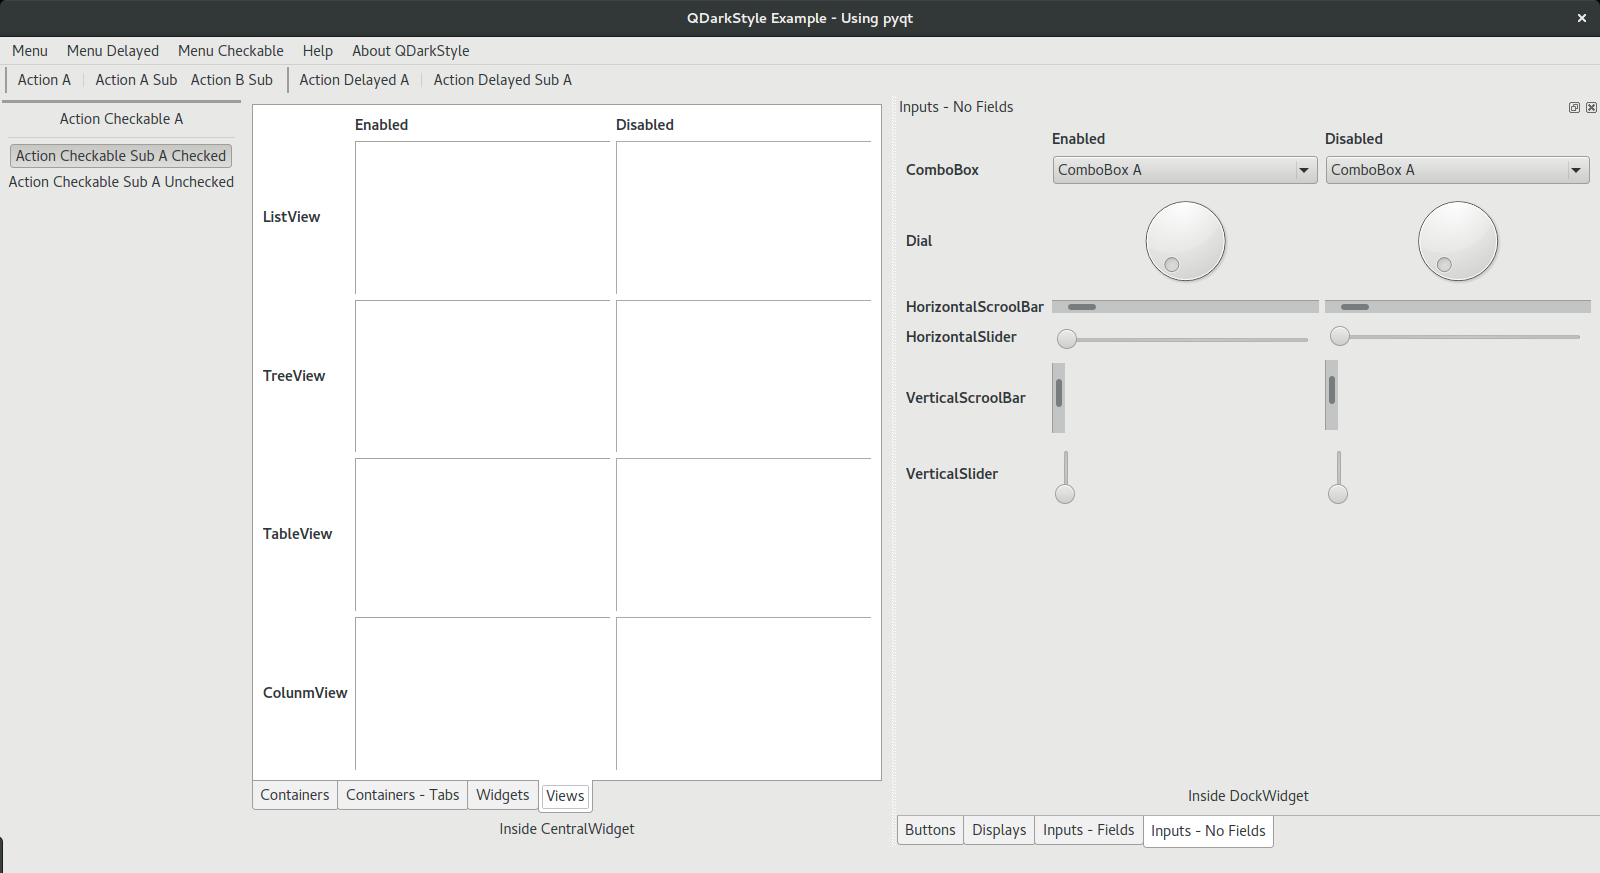 QDarkStyle Example - Using pyqt
Menu Menu Delayed Menu Checkable Help About QDarkStyle
Action A Action A Sub Action B Sub Action Delayed A Action Delayed Sub A
Action Checkable A
Action Checkable Sub A Checked
Action Checkable Sub A Unchecked
Enabled Disabled
ListView
TreeView
TableView
ColunmView
Containers Containers - Tabs Widgets Views
Inside CentralWidget
Inputs - No Fields
Enabled Disabled
ComboBox ComboBox A ComboBox A
Dial
HorizontalScroolBar
HorizontalSlider
VerticalScroolBar
VerticalSlider
Inside DockWidget
Buttons Displays Inputs - Fields Inputs - No Fields